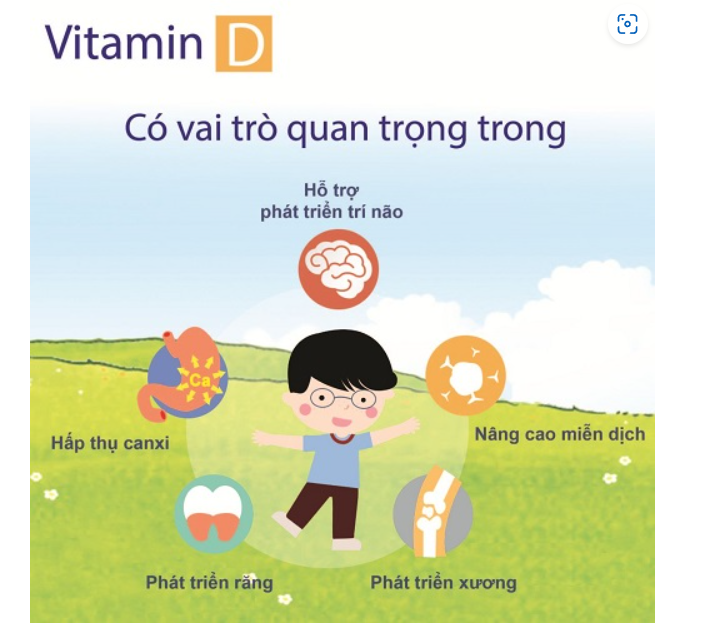 Vitamin D
Có vai trò quan trọng trong
Hỗ trợ
phát triển trí não
Ca
Hấp thụ canxi
Nâng cao miễn dịch
Phát triển răng
Phát triển xương